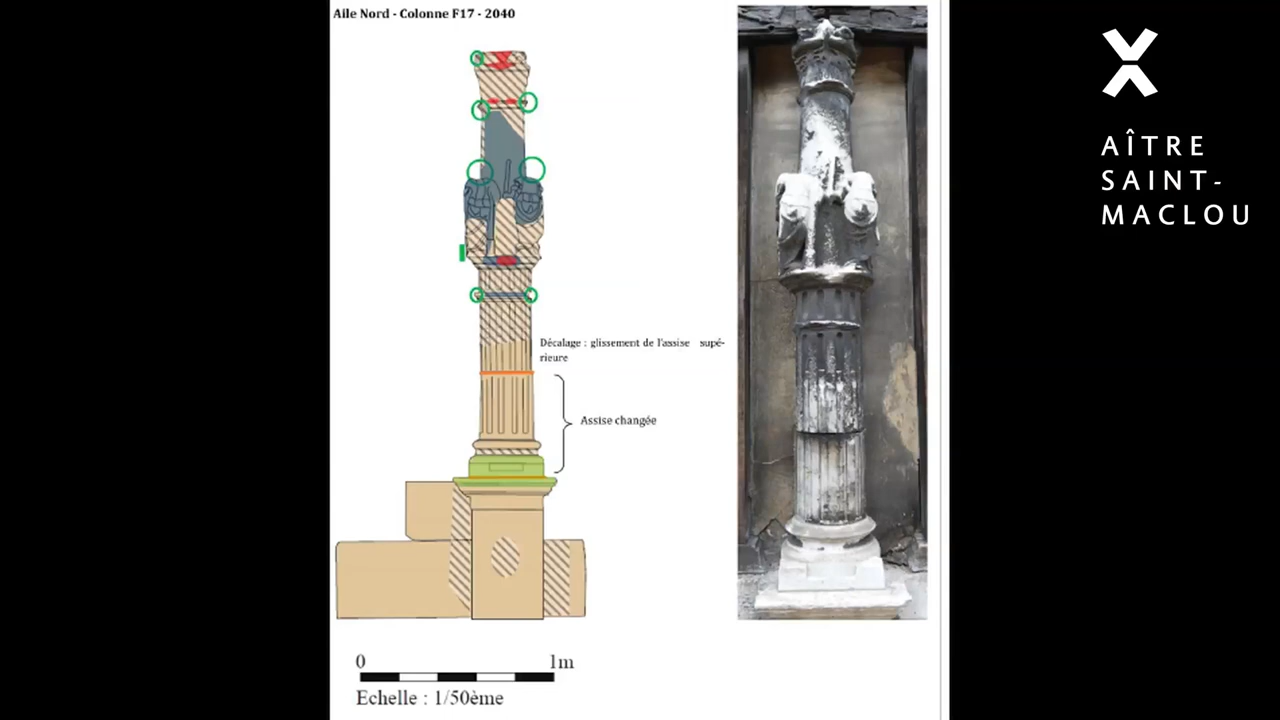 Aile Nord - Colonne F17 - 2040
Décalage : glissement de l'assise supé-
rieure
Assise changée
0 1m
Echelle : 1/50ème
AÎTRE
SAINT-
MACLOU